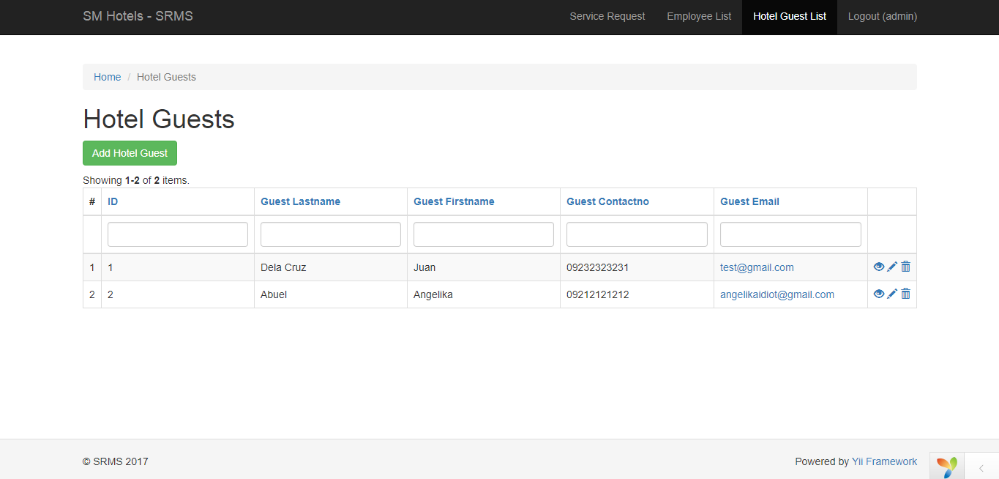 SM Hotels - SRMS Service Request Employee List Hotel Guest List Logout (admin)
Home / Hotel Guests
Hotel Guests
Add Hotel Guest
Showing 1-2 of 2 items.
# ID Guest Lastname Guest Firstname Guest Contactno Guest Email
1 1 Dela Cruz Juan 09232323231 test@gmail.com
2 2 Abuel Angelika 09212121212 angelikaidiot@gmail.com
© SRMS 2017 Powered by Yii Framework